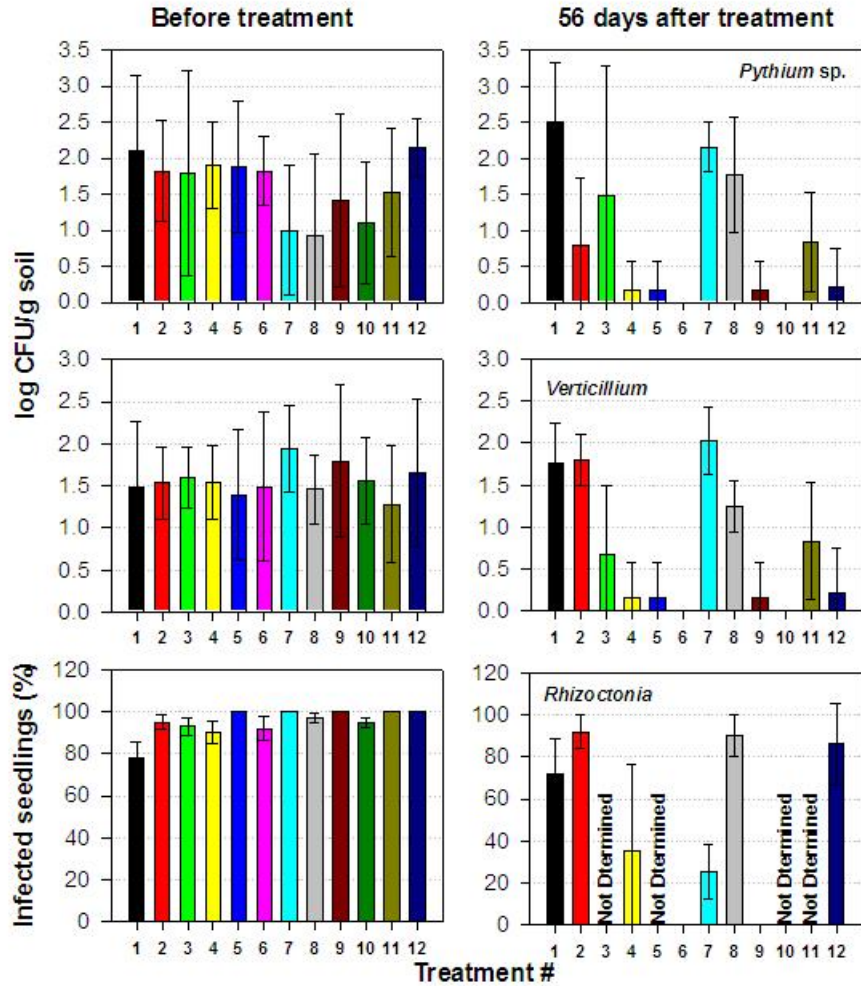 Before treatment
56 days after treatment
log CFU/g soil
3.5
3.0
2.5
2.0
1.5
1.0
0.5
0.0
1 2 3 4 5 6 7 8 9 10 11 12
3.5
3.0
2.5
2.0
1.5
1.0
0.5
0.0
Pythium sp.
1 2 3 4 5 6 7 8 9 10 11 12
3.0
2.5
2.0
1.5
1.0
0.5
0.0
1 2 3 4 5 6 7 8 9 10 11 12
3.0
2.5
2.0
1.5
1.0
0.5
0.0
Verticillium
1 2 3 4 5 6 7 8 9 10 11 12
Infected seedlings (%)
120
100
80
60
40
20
0
1 2 3 4 5 6 7 8 9 10 11 12
120
100
80
60
40
20
0
Rhizoctonia
Not Dtermined
Not Dtermined
Not Dtermined
Not Dtermined
1 2 3 4 5 6 7 8 9 10 11 12
Treatment #